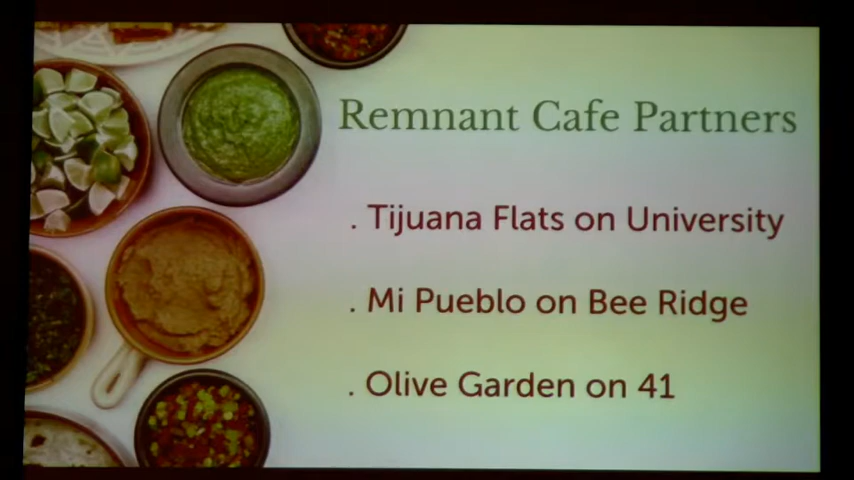 Remnant Cafe Partners
. Tijuana Flats on University
. Mi Pueblo on Bee Ridge
. Olive Garden on 41